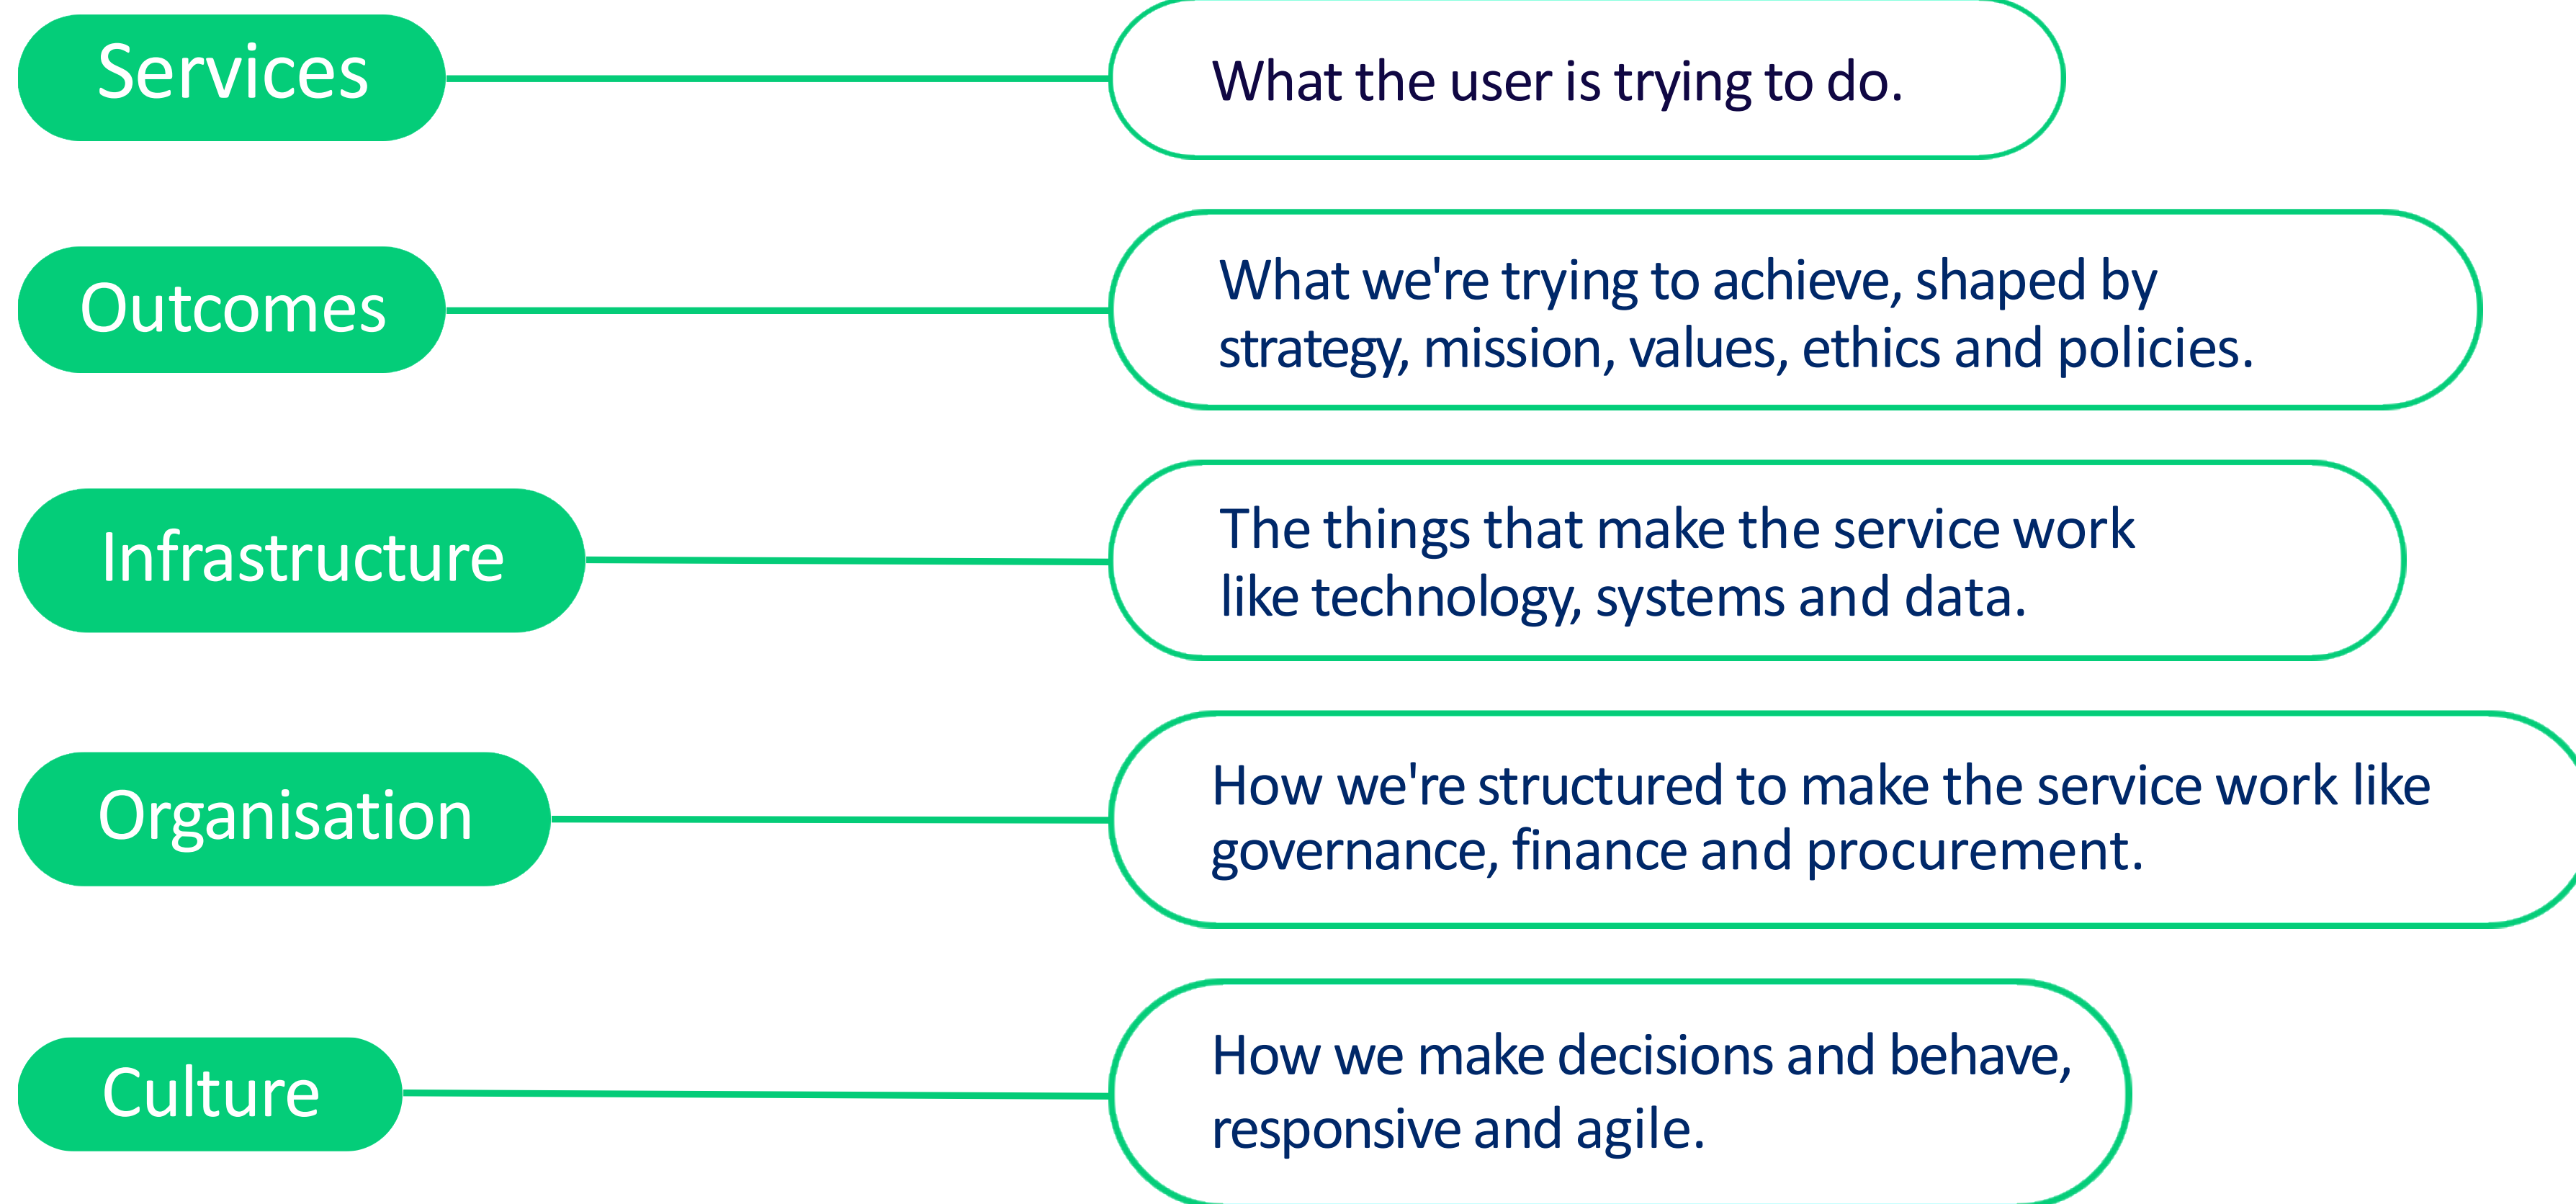 Services
What the user is trying to do.
Outcomes
What we're trying to achieve, shaped by
strategy, mission, values, ethics and policies.
Infrastructure
The things that make the service work
like technology, systems and data.
Organisation
How we're structured to make the service work like
governance, finance and procurement.
Culture
How we make decisions and behave,
responsive and agile.